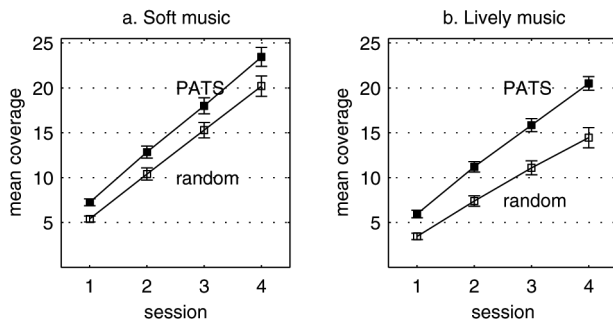 a. Soft music
25
20
15
10
5
mean coverage
PATS
random
1 2 3 4
session
b. Lively music
25
20
15
10
5
mean coverage
PATS
random
1 2 3 4
session